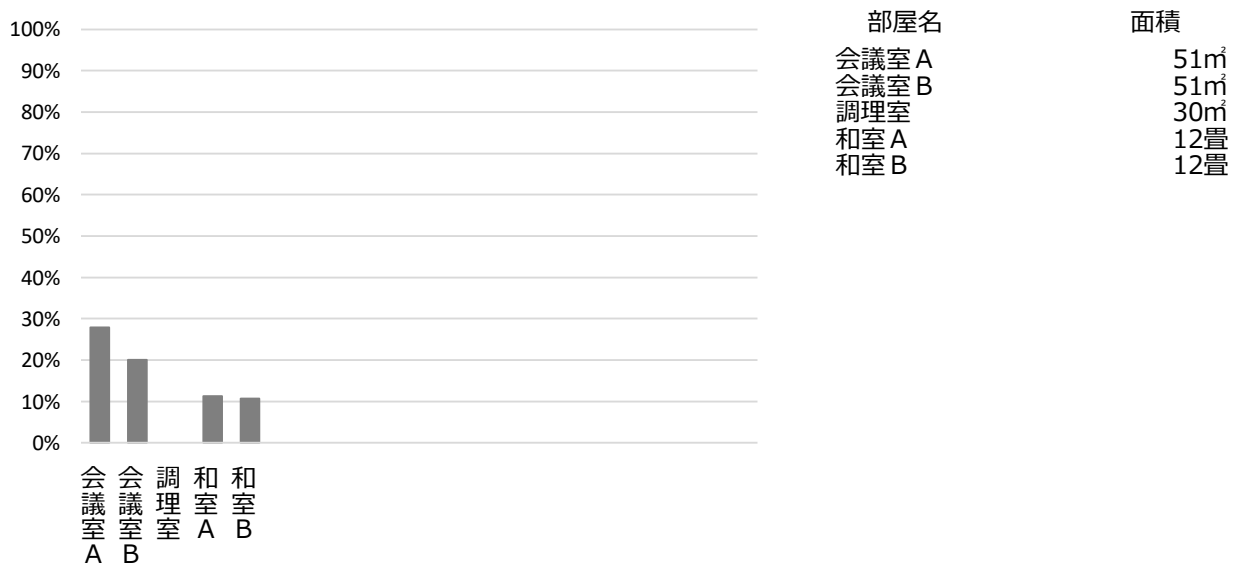 100%
90%
80%
70%
60%
50%
40%
30%
20%
10%
0%
会議室A
会議室B
調理室
和室A
和室B
部屋名 面積
会議室A 51㎡
会議室B 51㎡
調理室 30㎡
和室A 12畳
和室B 12畳